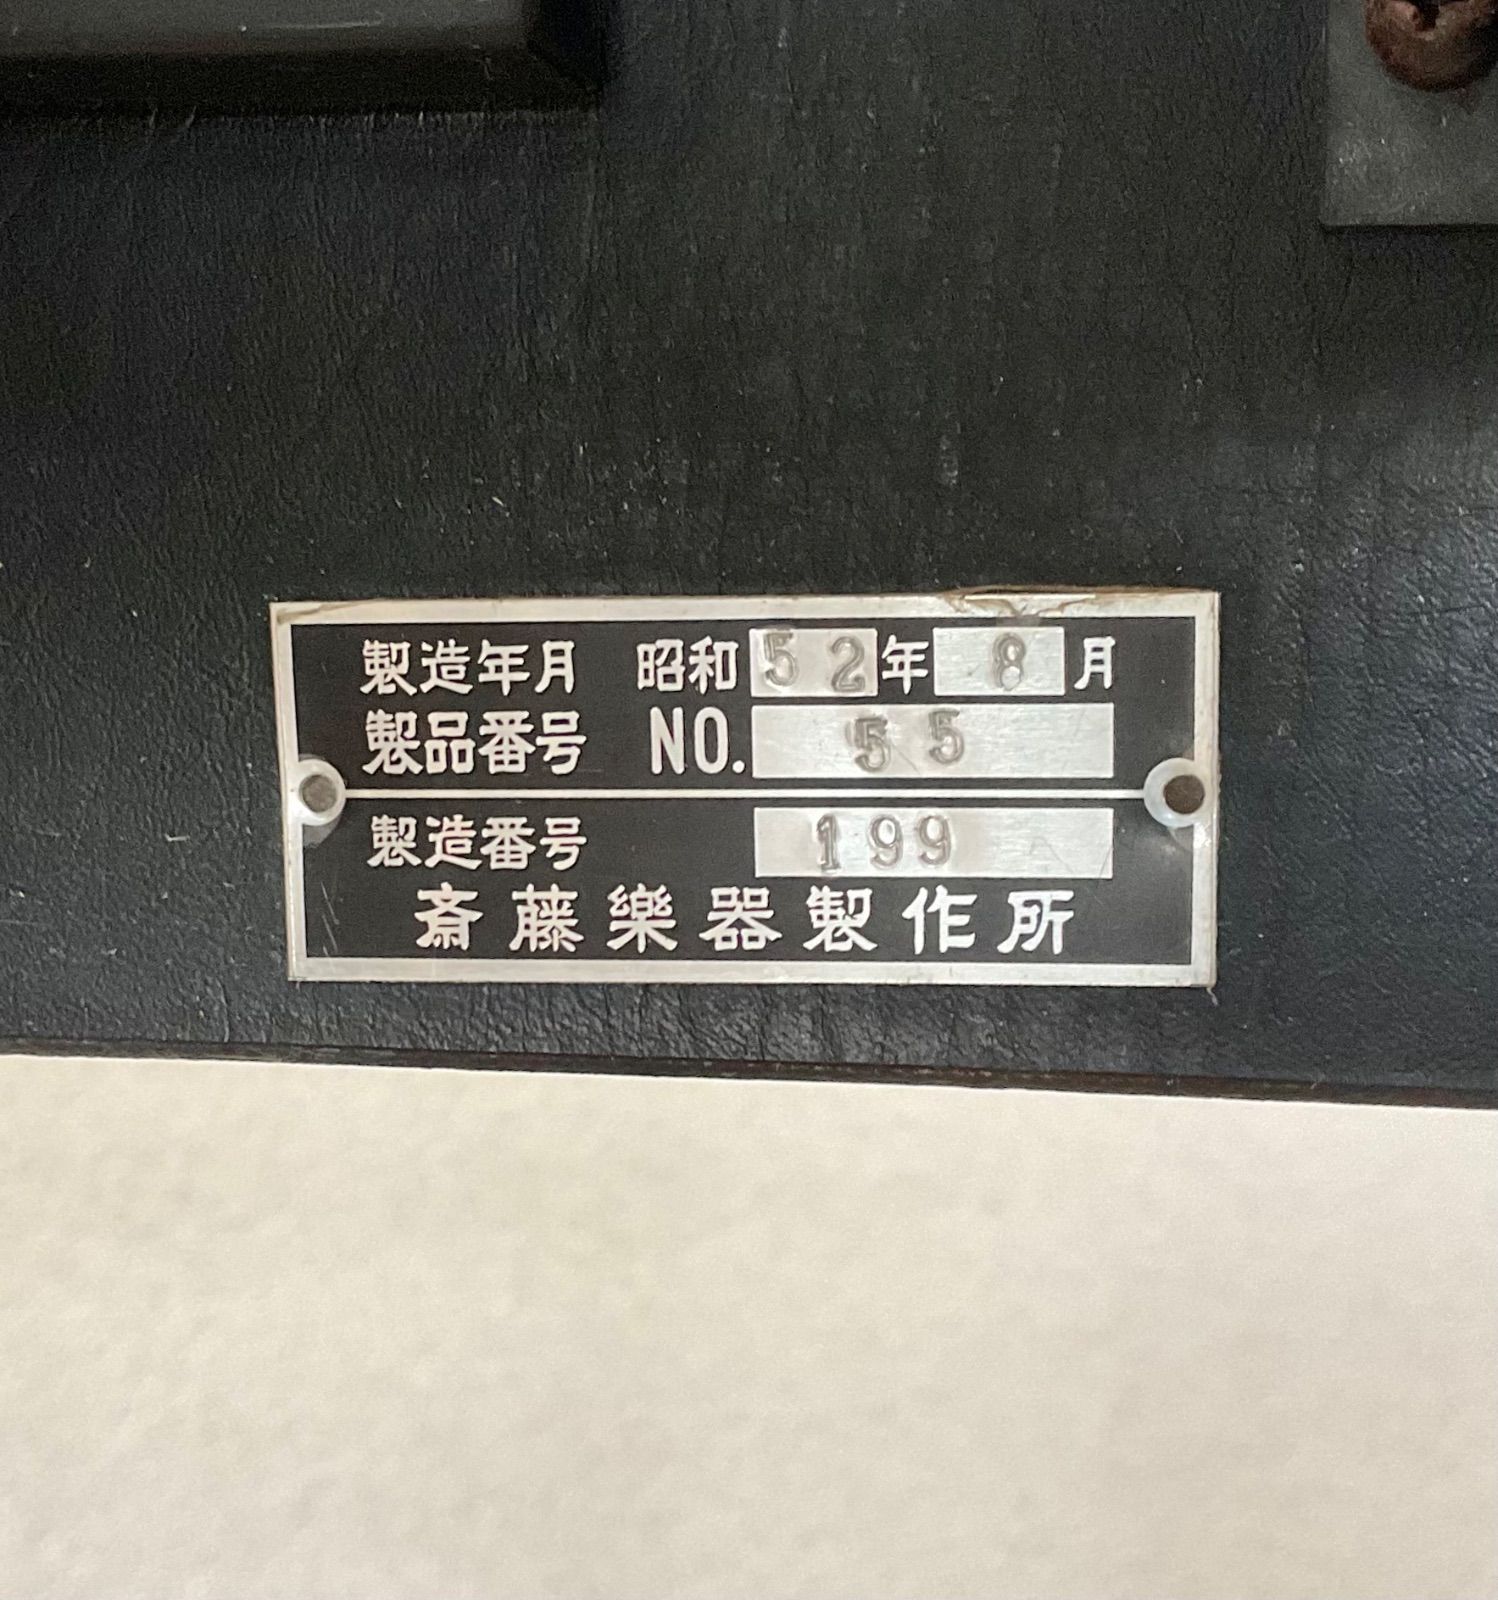 製造年月 昭和52年8月
製品番号 NO. 55
製造番号 199
斎藤樂器製作所